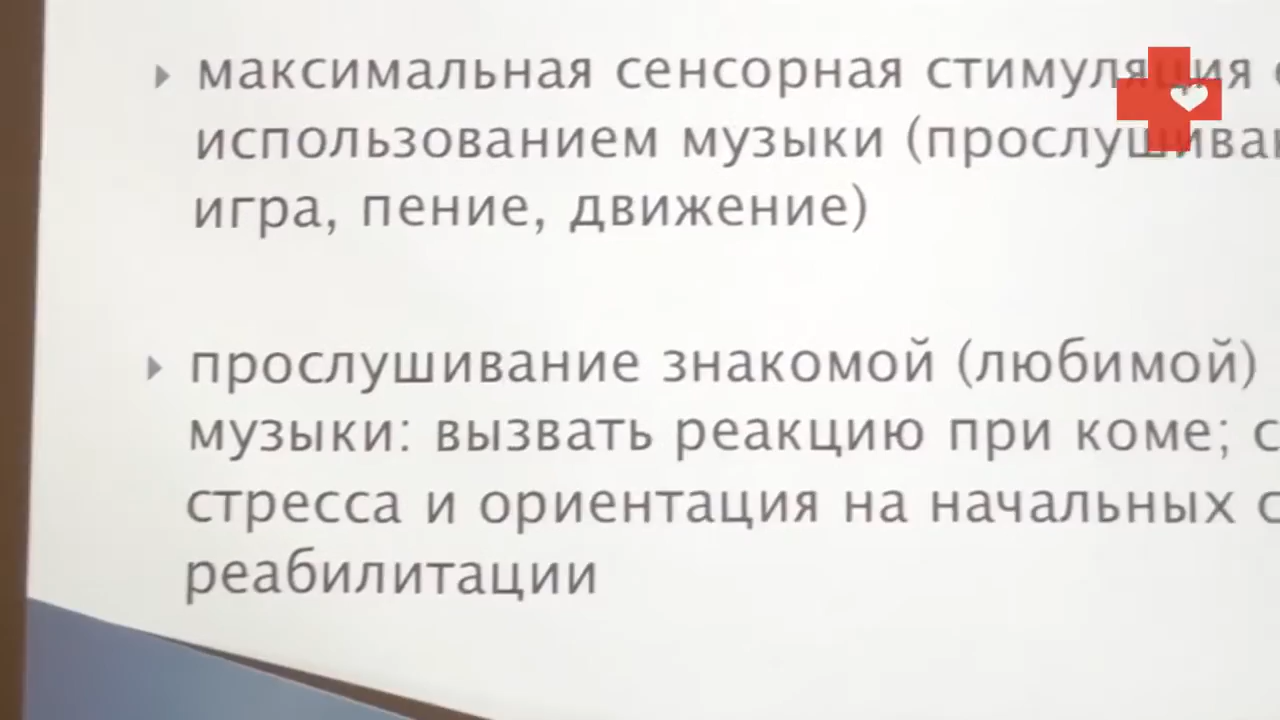 максимальная сенсорная стимуляция
использованием музыки (прослушиван
игра, пение, движение)
прослушивание знакомой (любимой)
музыки: вызвать реакцию при коме; с
стресса и ориентация на начальных с
реабилитации